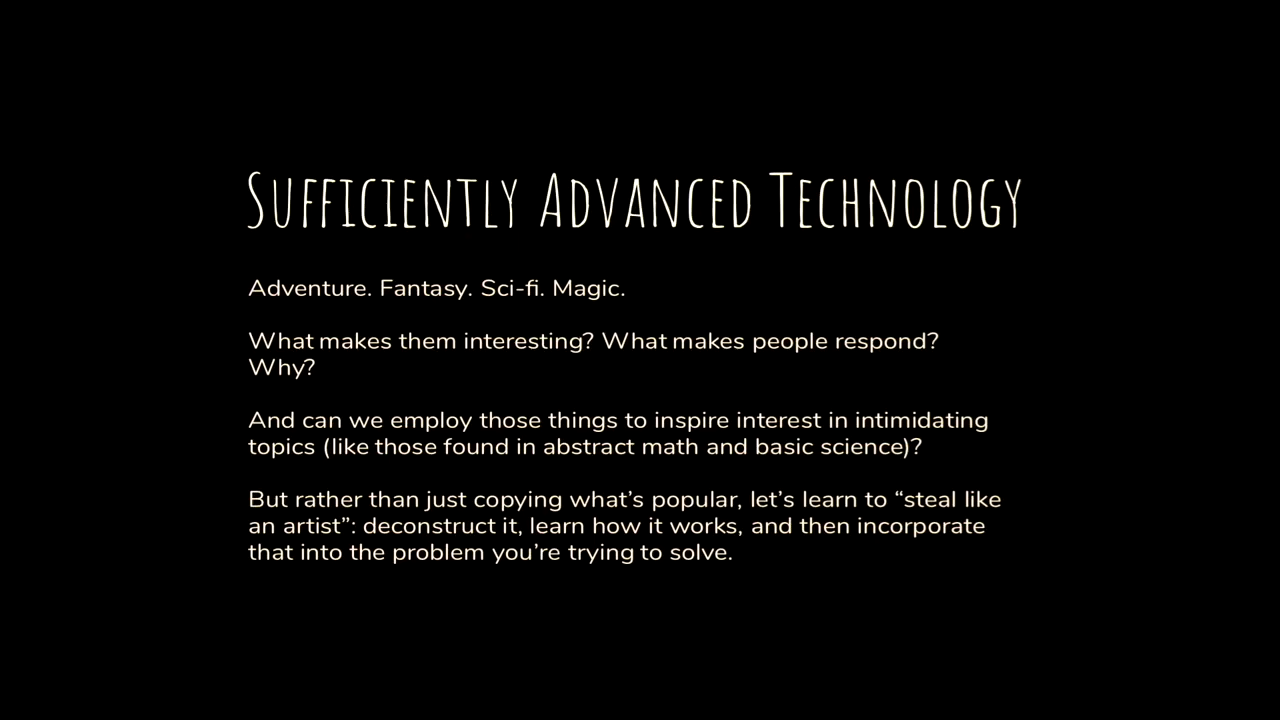 Sufficiently Advanced Technology
Adventure. Fantasy. Sci-fi. Magic.
What makes them interesting? What makes people respond?
Why?
And can we employ those things to inspire interest in intimidating
topics (like those found in abstract math and basic science)?
But rather than just copying what’s popular, let’s learn to “steal like
an artist”: deconstruct it, learn how it works, and then incorporate
that into the problem you’re trying to solve.